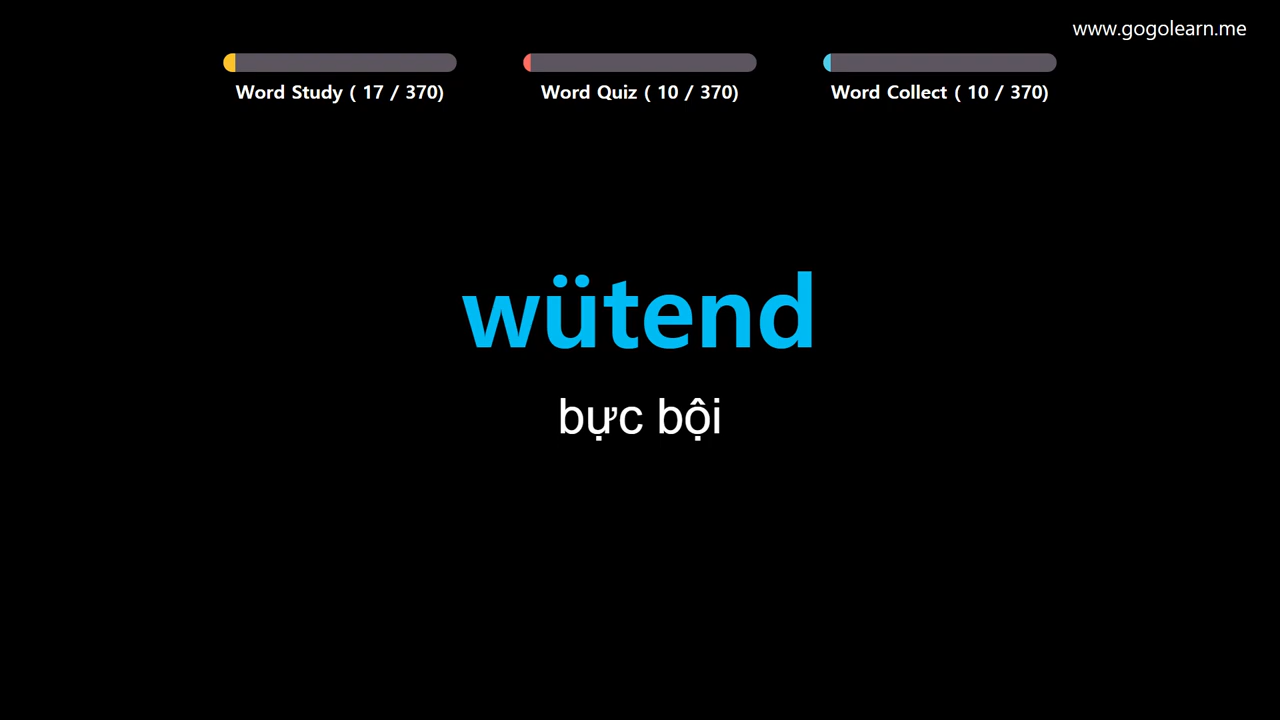 www.gogolearn.me
Word Study ( 17 / 370)
Word Quiz ( 10 / 370)
Word Collect ( 10 / 370)
wütend
bực bội